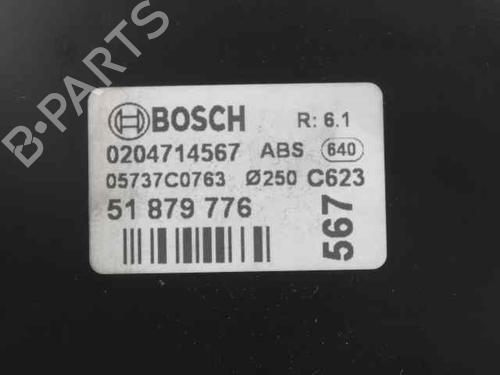 BOSCH R: 6.1
0204714567 ABS 640
05737C0763 Ø250 C623
51 879 776
567
B-PARTS